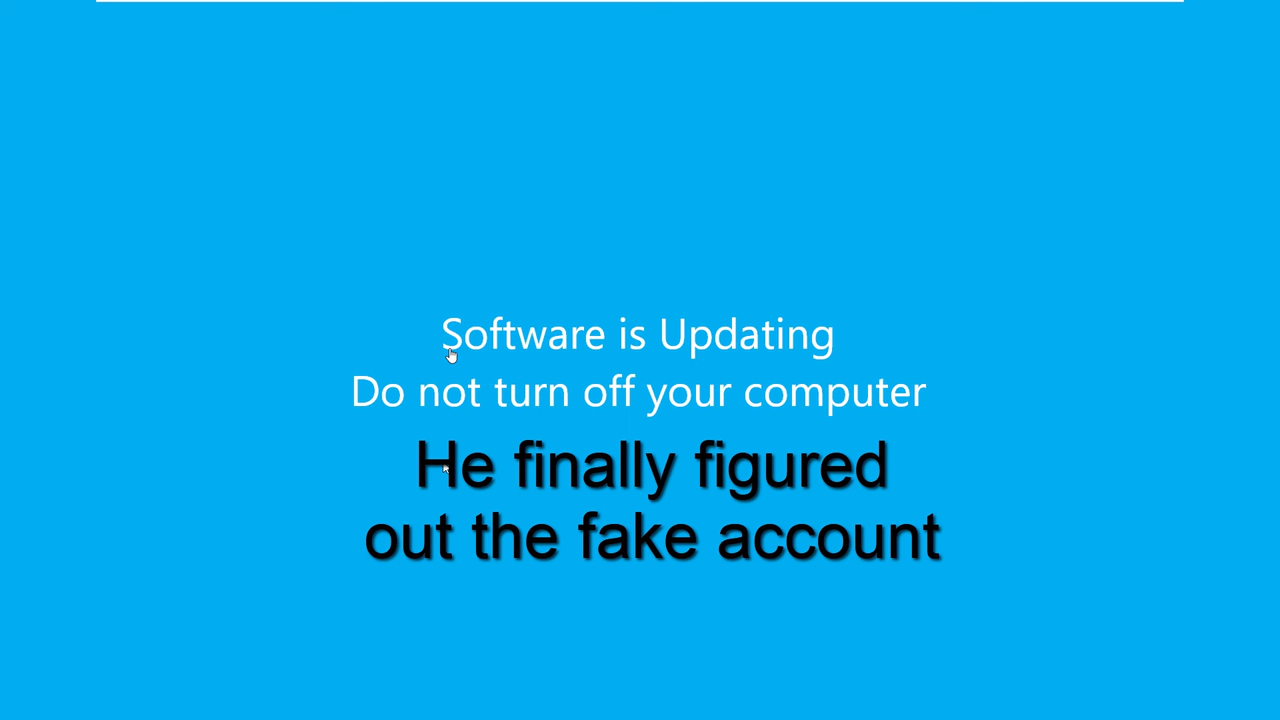 Software is Updating
Do not turn off your computer
He finally figured
out the fake account